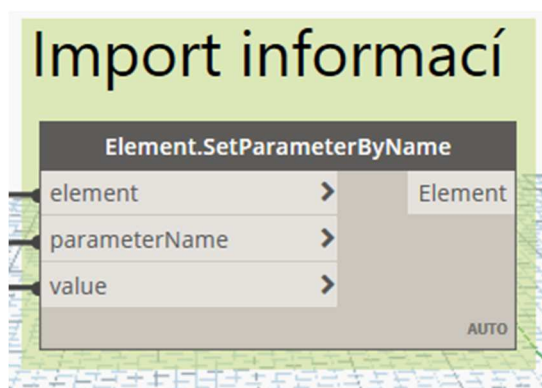 Import informací
Element.SetParameterByName
element > Element
parameterName >
value >
AUTO